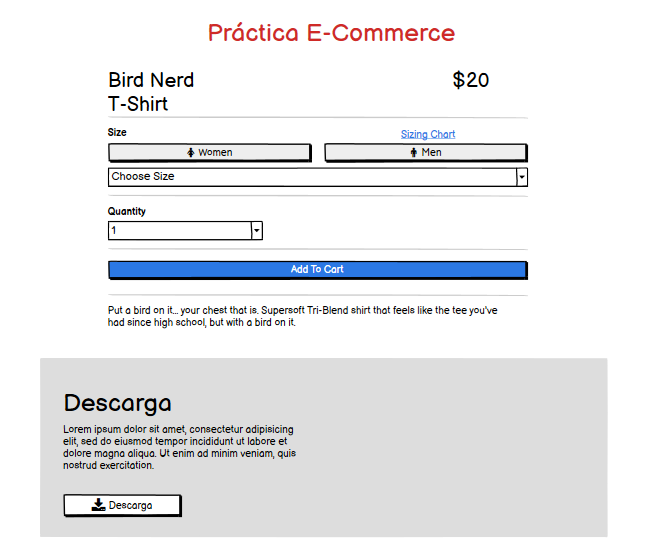 Práctica E-Commerce
Bird Nerd
T-Shirt
$20
Size
Sizing Chart
Women
Men
Choose Size
Quantity
1
Add To Cart
Put a bird on it... your chest that is. Supersoft Tri-Blend shirt that feels like the tee you've
had since high school, but with a bird on it.
Descarga
Lorem ipsum dolor sit amet, consectetur adipisicing
elit, sed do eiusmod tempor incididunt ut labore et
dolore magna aliqua. Ut enim ad minim veniam, quis
nostrud exercitation.
Descarga